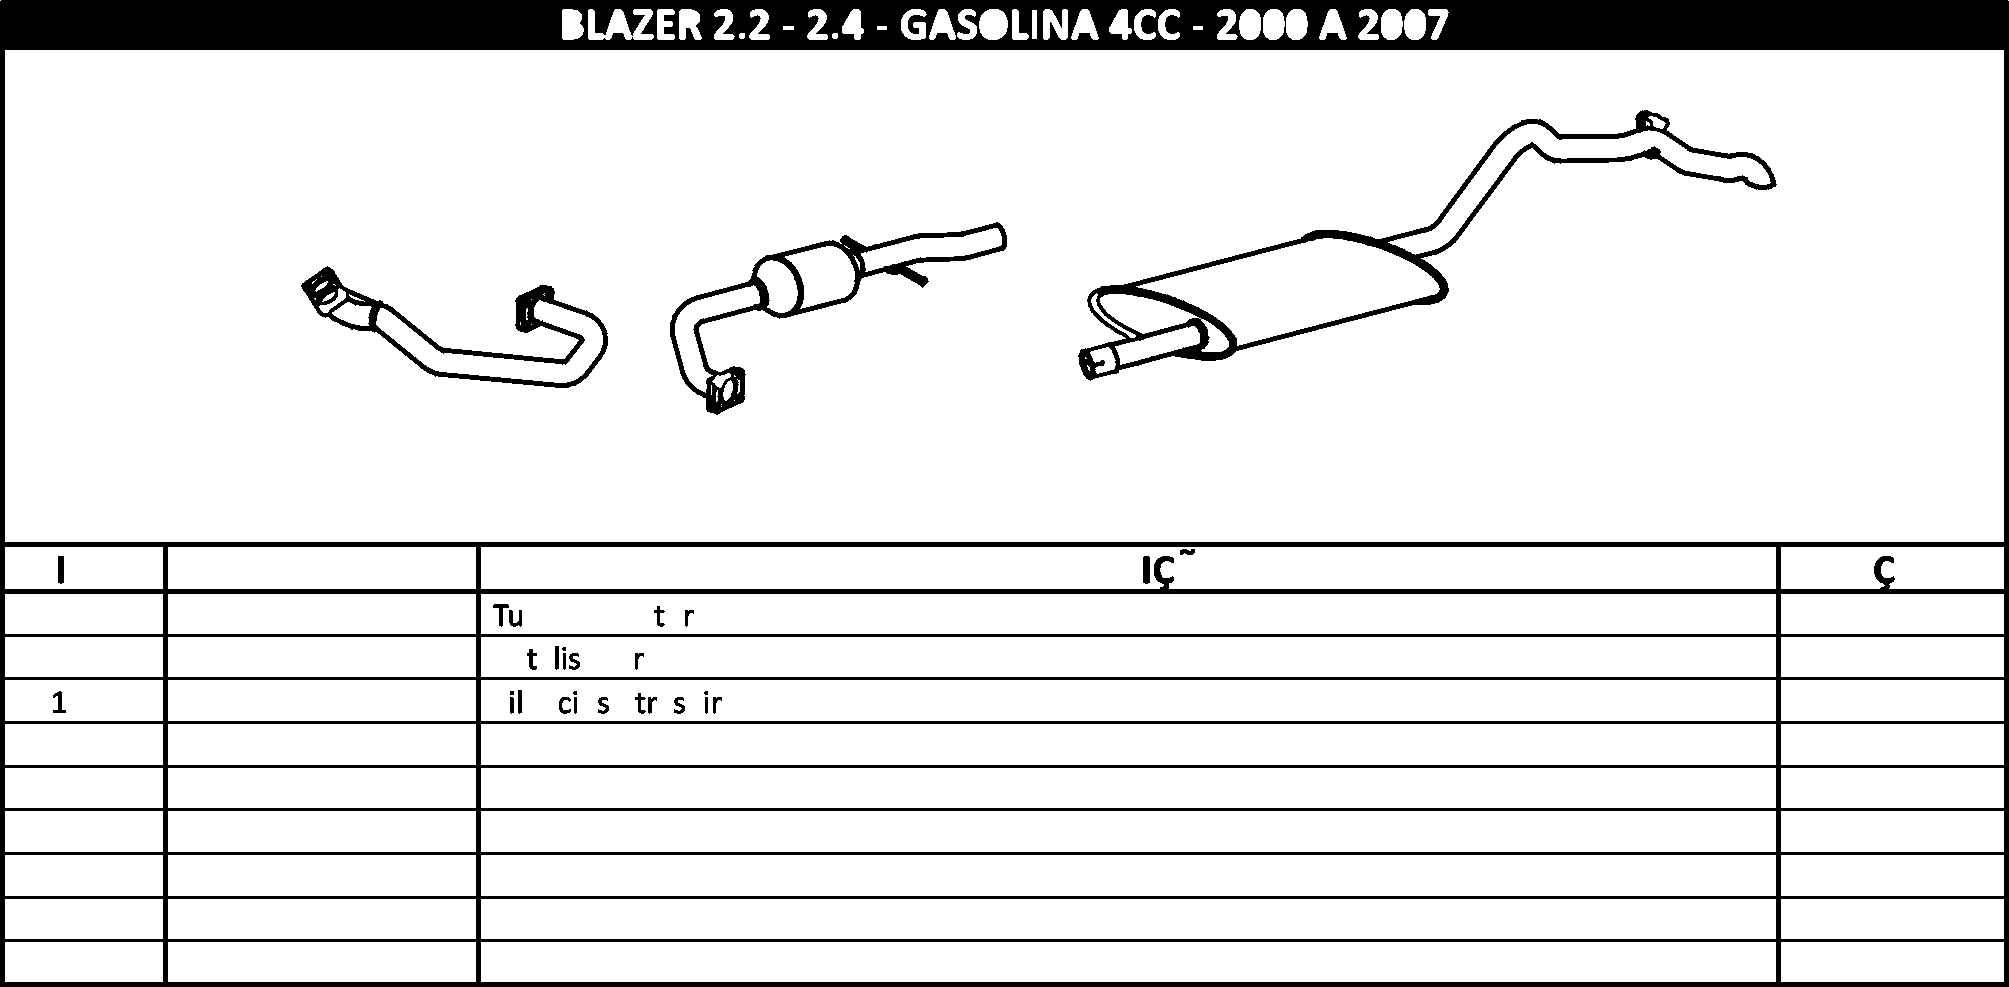 BLAZER 2.2 - 2.4 - GASOLINA 4CC - 2000 A 2007
I IÇ˜ Ç
Tu t r
t lis r
1 il ci s tr s ir